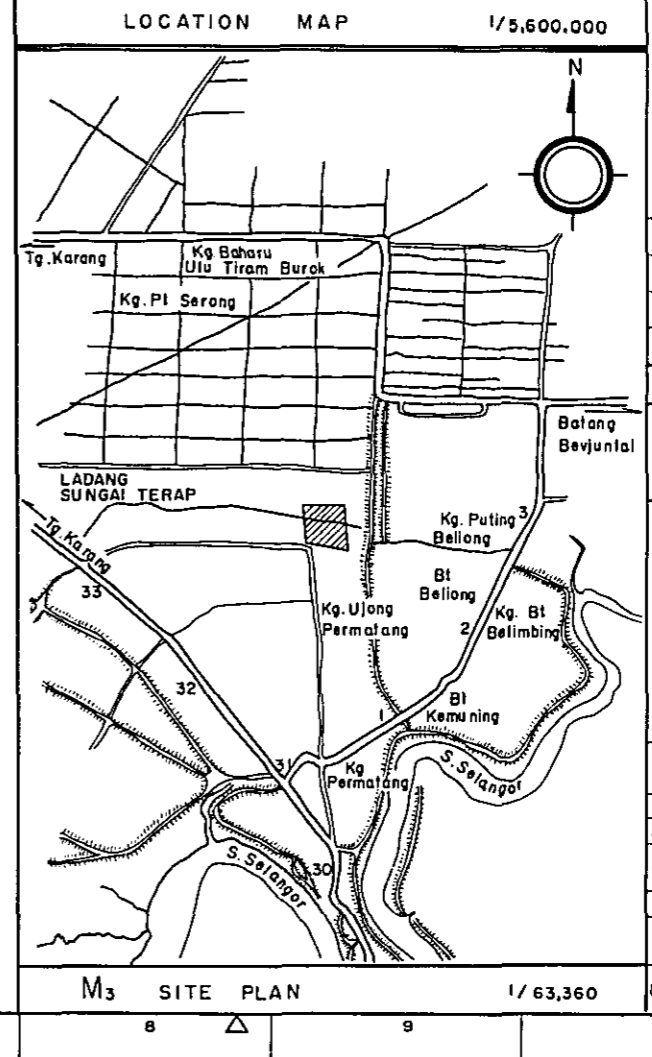 LOCATION MAP 1/5,600.000
N
Tg. Karang
Kg. Baharu
Ulu Tiram Burok
Kg. PI Serong
Batang
Bevjuntai
LADANG
SUNGAI TERAP
Tg. Karang
Kg. Puting
Beliong
3
33
Bt
Beliong
Kg. Ujong
Permatang
2
Kg. Bt
Belimbing
32
Bt
Kemuning
1
31
Kg
Permatang
S. Selangor
30
S. Selangor
M3 SITE PLAN 1/63,360
8
9